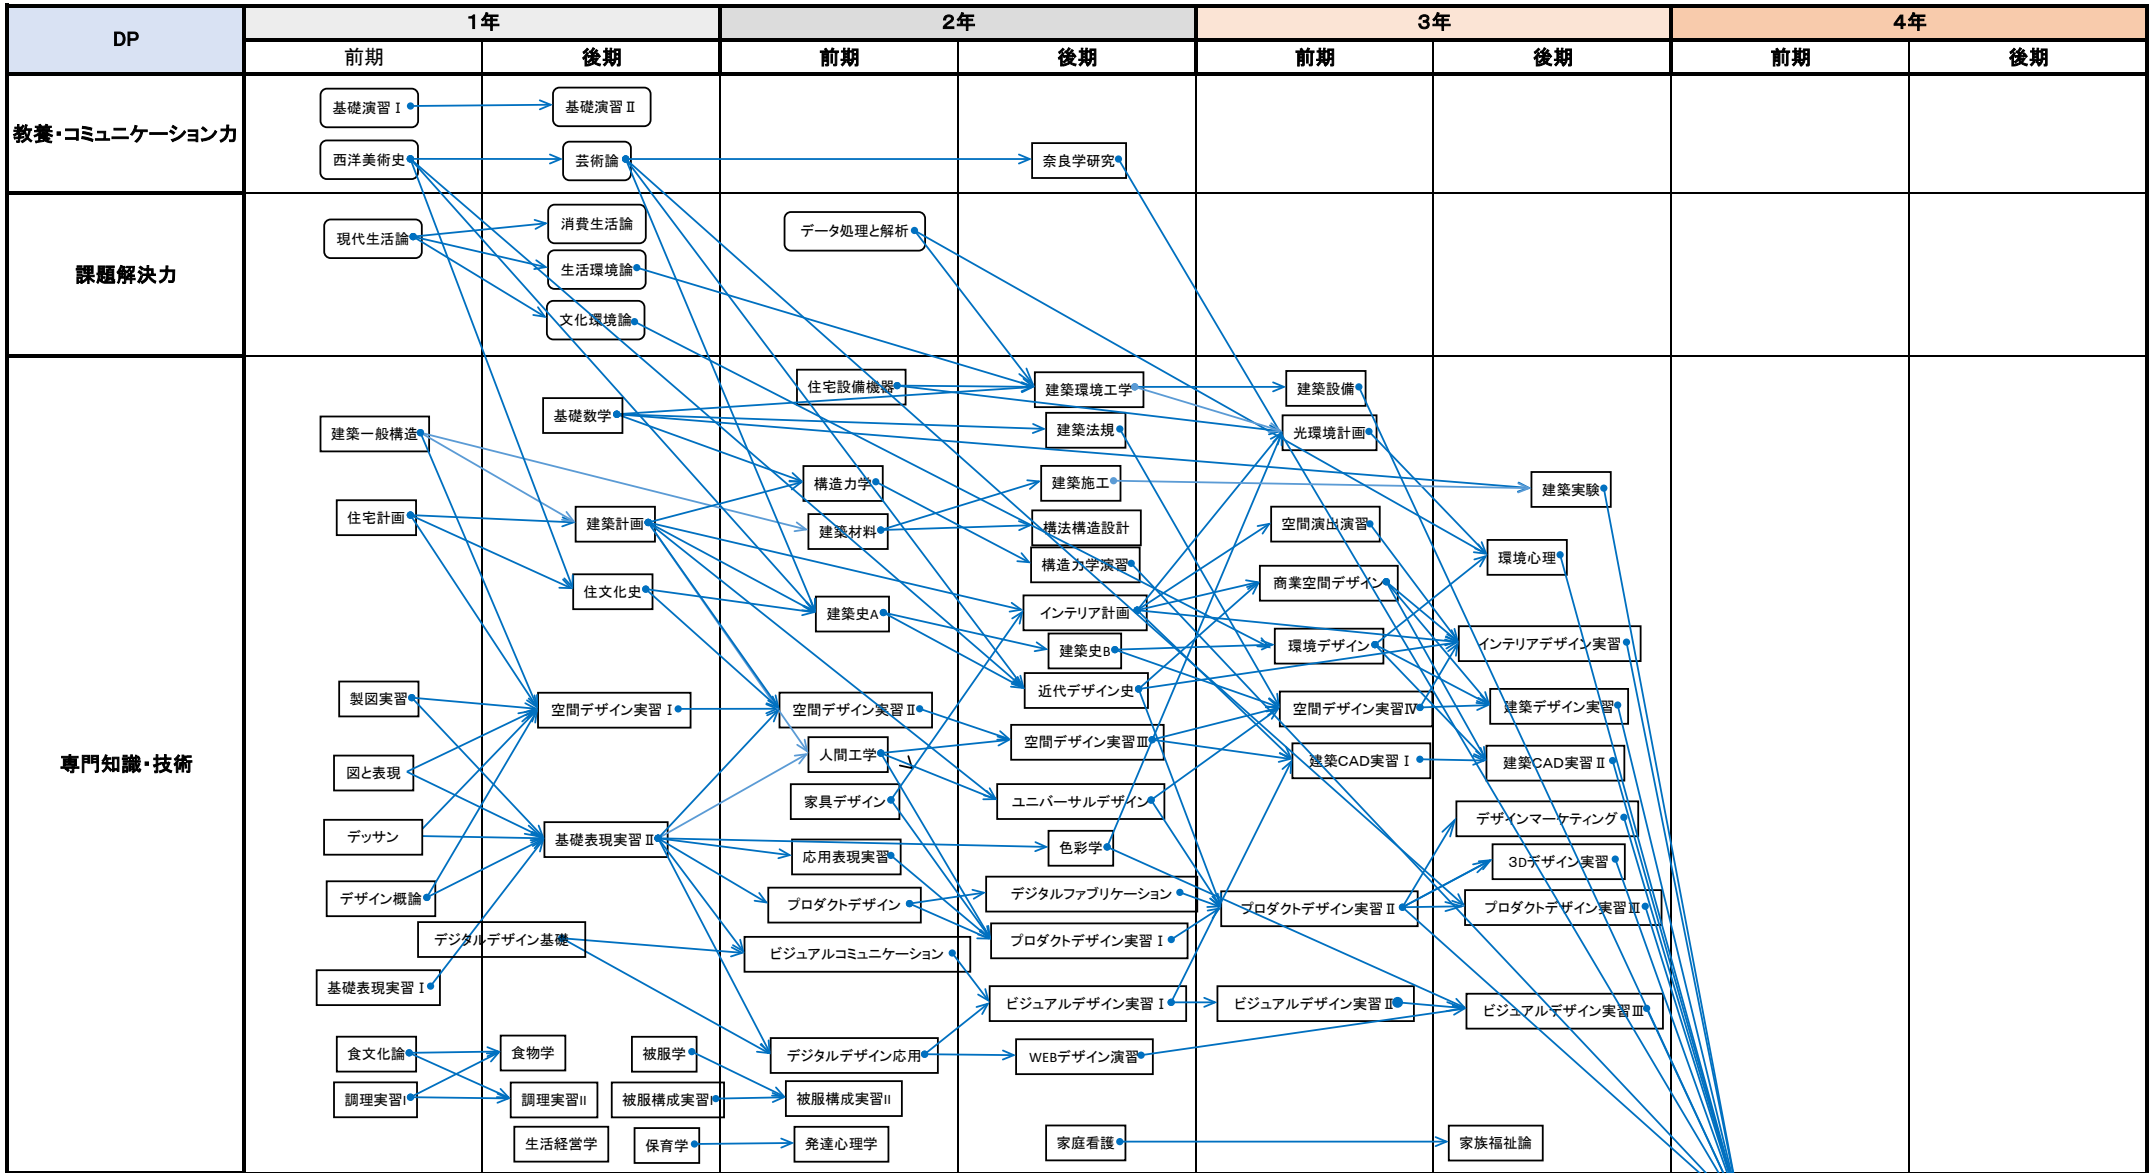 DP
1年
2年
3年
4年
前期
後期
前期
後期
前期
後期
前期
後期
教養・コミュニケーション力
基礎演習Ⅰ
基礎演習Ⅱ
西洋美術史
芸術論
奈良学研究
課題解決力
現代生活論
消費生活論
データ処理と解析
生活環境論
文化環境論
専門知識・技術
住宅設備機器
建築環境工学
建築設備
基礎数学
建築一般構造
建築法規
光環境計画
構造力学
建築施工
建築実験
住宅計画
建築計画
建築材料
構法構造設計
空間演出演習
環境心理
構造力学演習
住文化史
商業空間デザイン
建築史A
インテリア計画
建築史B
環境デザイン
インテリアデザイン実習
製図実習
近代デザイン史
空間デザイン実習Ⅰ
空間デザイン実習Ⅱ
空間デザイン実習Ⅳ
建築デザイン実習
図と表現
人間工学
空間デザイン実習Ⅲ
建築CAD実習Ⅰ
建築CAD実習Ⅱ
家具デザイン
ユニバーサルデザイン
デッサン
基礎表現実習Ⅱ
デザインマーケティング
応用表現実習
色彩学
3Dデザイン実習
デザイン概論
プロダクトデザイン
デジタルファブリケーション
プロダクトデザイン実習Ⅱ
プロダクトデザイン実習Ⅲ
デジタルデザイン基礎
ビジュアルコミュニケーション
プロダクトデザイン実習Ⅰ
基礎表現実習Ⅰ
ビジュアルデザイン実習Ⅰ
ビジュアルデザイン実習Ⅱ
ビジュアルデザイン実習Ⅲ
食文化論
食物学
被服学
デジタルデザイン応用
WEBデザイン演習
調理実習I
調理実習II
被服構成実習I
被服構成実習II
生活経営学
保育学
発達心理学
家庭看護
家族福祉論